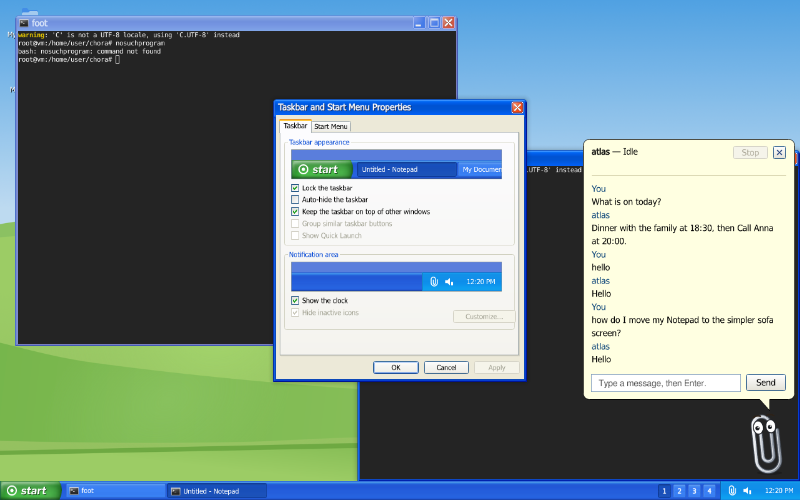 foot
warning: 'C' is not a UTF-8 locale, using 'C.UTF-8' instead
root@vm:/home/user/chora# nosuchprogram
bash: nosuchprogram: command not found
root@vm:/home/user/chora#
Taskbar and Start Menu Properties
Taskbar
Start Menu
Taskbar appearance
start
Untitled - Notepad
My Documen
Lock the taskbar
Auto-hide the taskbar
Keep the taskbar on top of other windows
Group similar taskbar buttons
Show Quick Launch
Notification area
12:20 PM
Show the clock
Hide inactive icons
Customize...
OK
Cancel
Apply
.UTF-8' instead
atlas — Idle
Stop
You
What is on today?
atlas
Dinner with the family at 18:30, then Call Anna
at 20:00.
You
hello
atlas
Hello
You
how do I move my Notepad to the simpler sofa
screen?
atlas
Hello
Type a message, then Enter.
Send
start
foot
Untitled - Notepad
1
2
3
4
12:20 PM